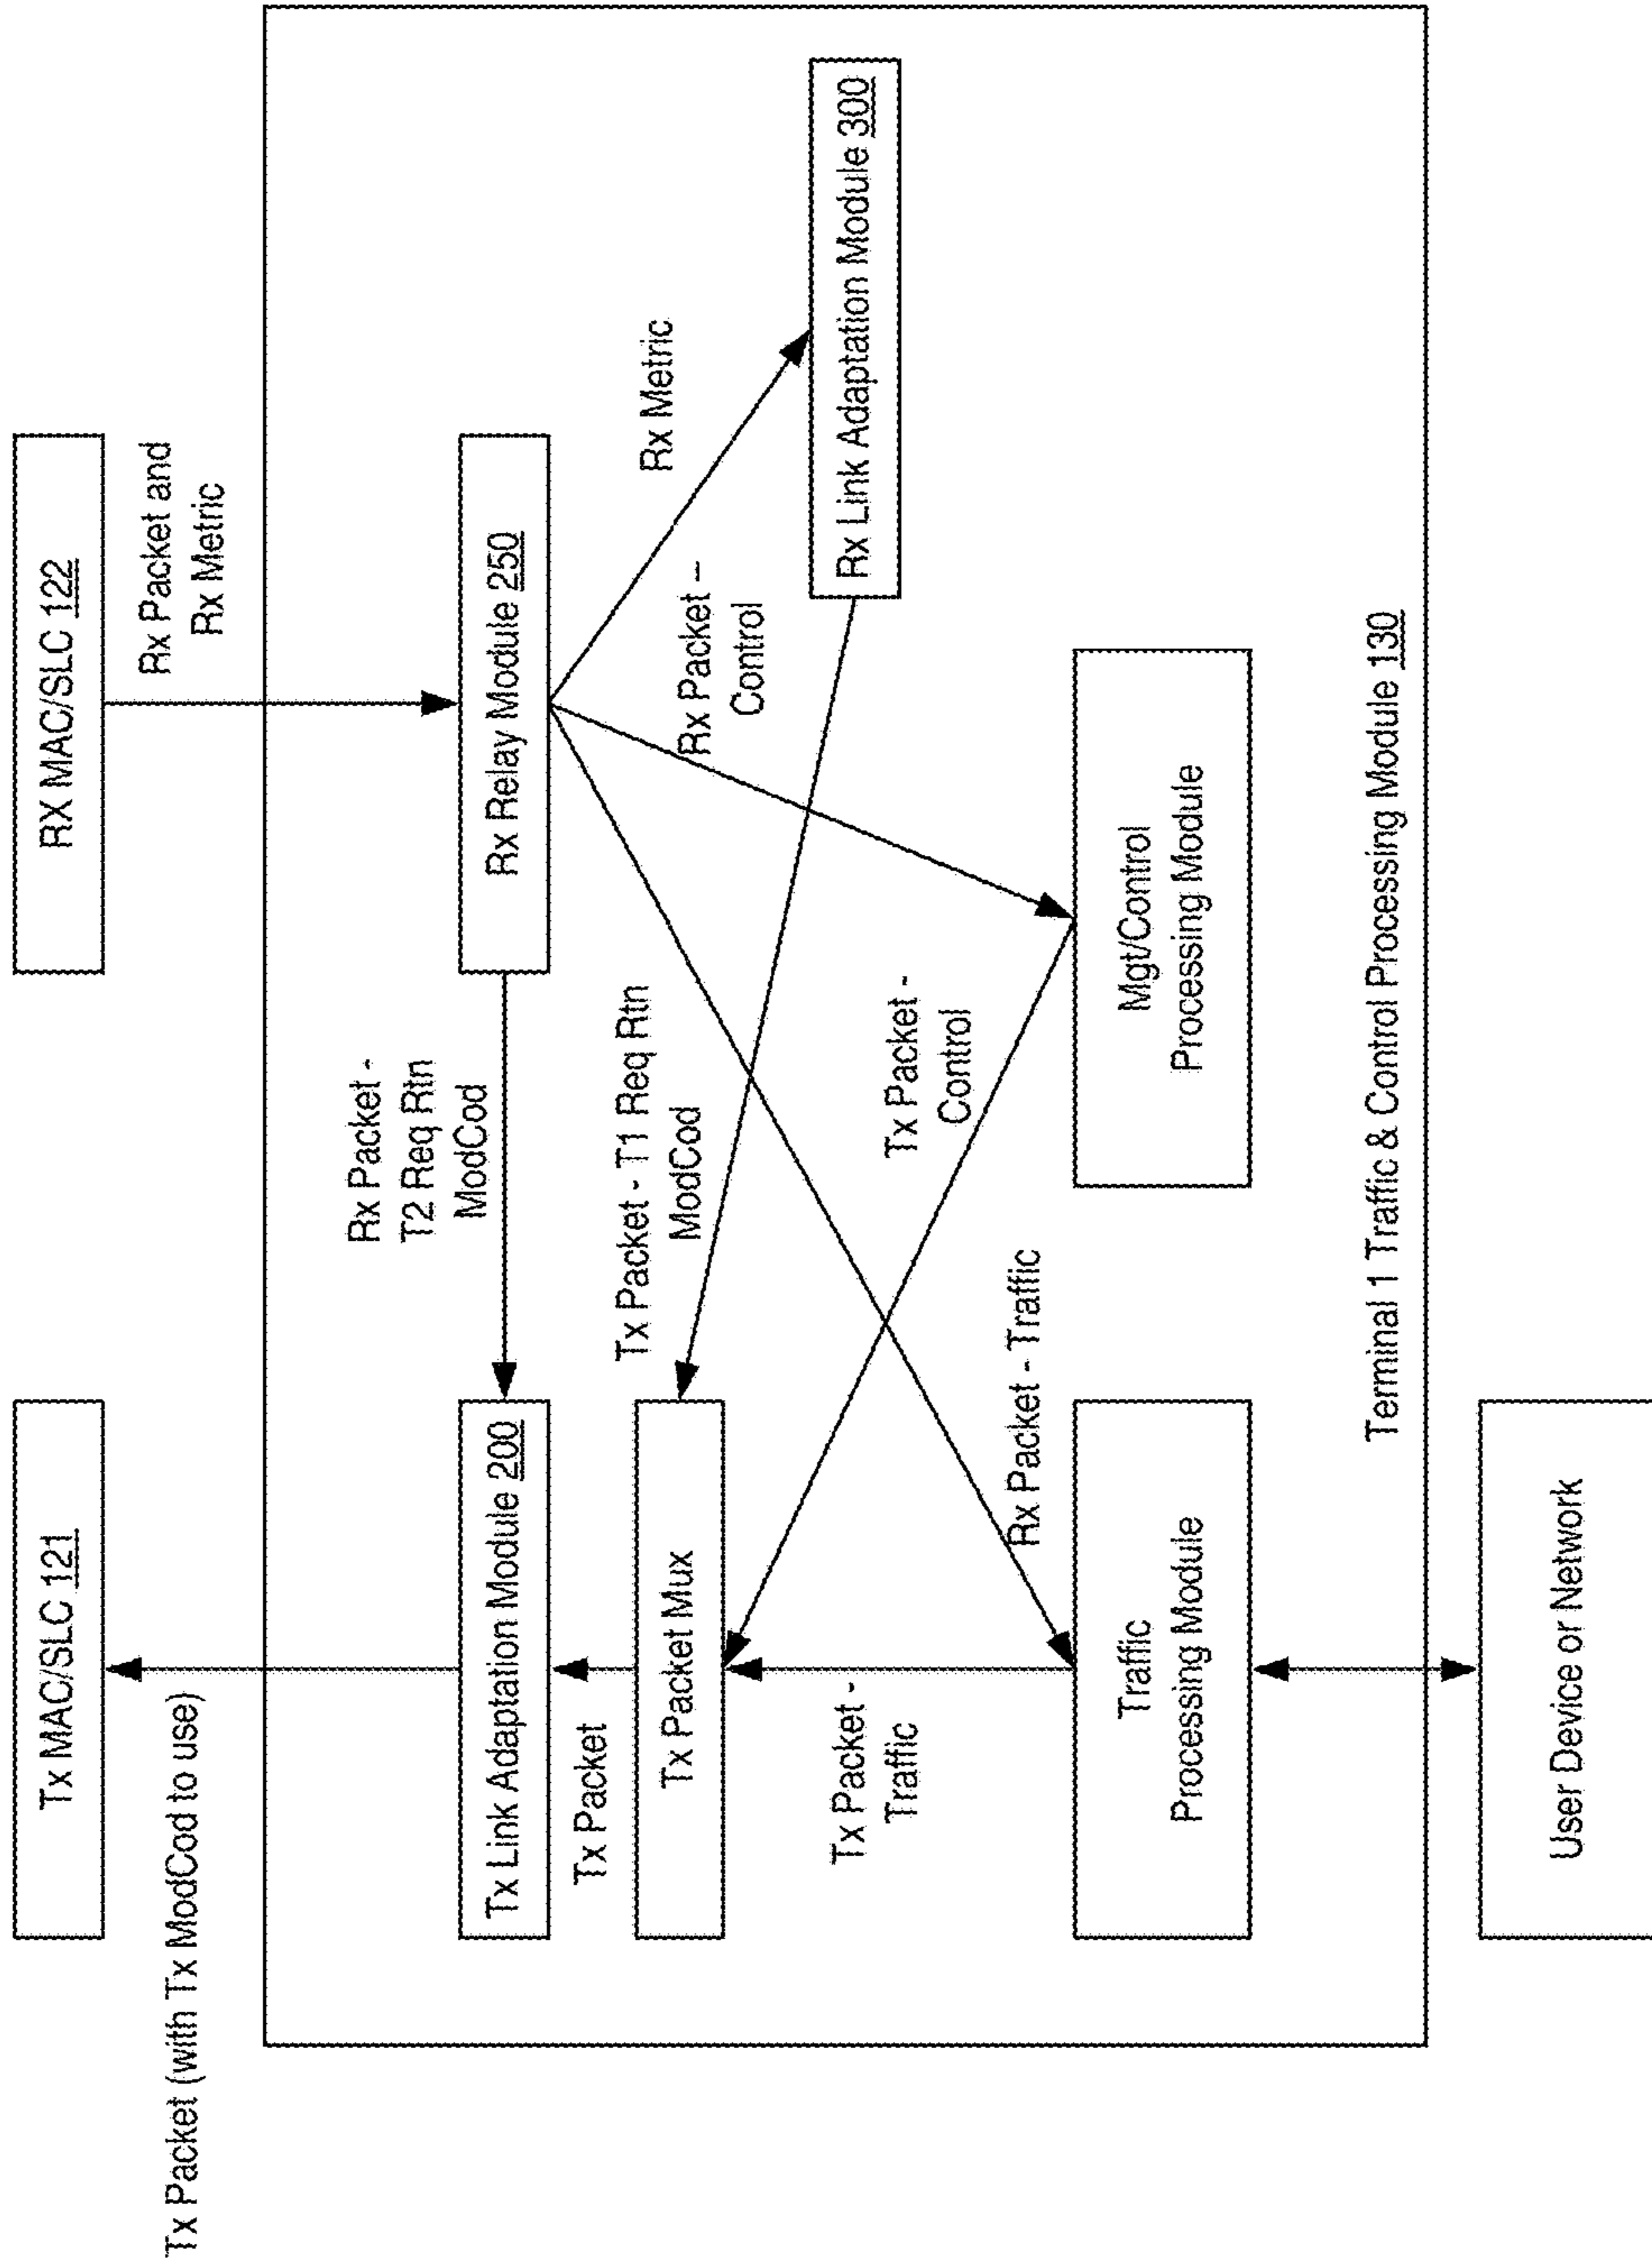 Tx MAC/SLC 121
RX MAC/SLC 122
Tx Packet (with Tx ModCod to use)
Rx Packet and
Rx Metric
Tx Link Adaptation Module 200
Rx Packet -
T2 Req Rtn
ModCod
Rx Relay Module 250
Tx Packet
Tx Packet Mux
Tx Packet - T1 Req Rtn
ModCod
Rx Packet –
Control
Rx Metric
Rx Link Adaptation Module 300
Tx Packet -
Traffic
Tx Packet -
Control
Rx Packet - Traffic
Traffic
Processing Module
Mgt/Control
Processing Module
Terminal 1 Traffic & Control Processing Module 130
User Device or Network